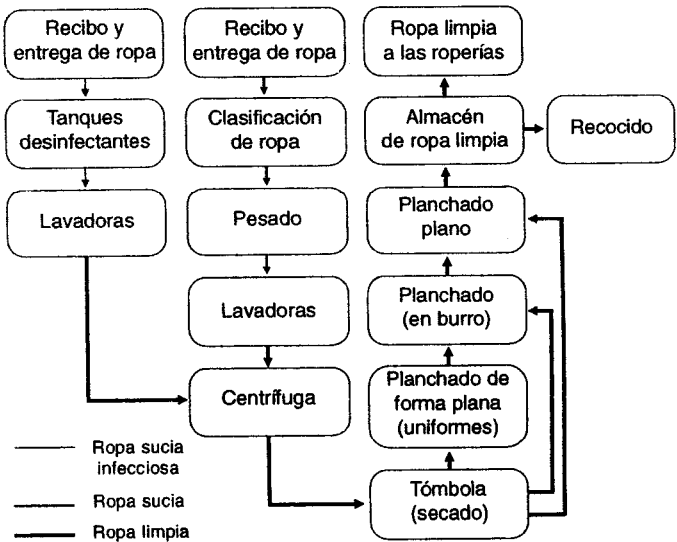 Recibo y
entrega de ropa
Tanques
desinfectantes
Lavadoras
Recibo y
entrega de ropa
Clasificación
de ropa
Pesado
Lavadoras
Centrífuga
Ropa limpia
a las roperías
Almacén
de ropa limpia
Recocido
Planchado
plano
Planchado
(en burro)
Planchado de
forma plana
(uniformes)
Tómbola
(secado)
Ropa sucia
infecciosa
Ropa sucia
Ropa limpia